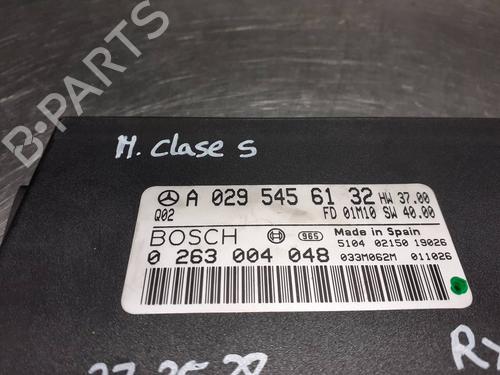 B-PARTS
M. clase s
A 029 545 61 32 HW 37.00
Q02 FD 01M10 SW 40.00
BOSCH 965 Made in Spain
5104 02150 19026
0 263 004 048 033M062M 011026